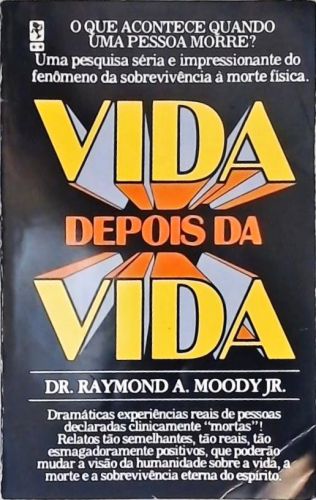 O QUE ACONTECE QUANDO
UMA PESSOA MORRE?
Uma pesquisa séria e impressionante do
fenômeno da sobrevivência à morte física.
VIDA
DEPOIS DA
VIDA
DR. RAYMOND A. MOODY JR.
Dramáticas experiências reais de pessoas
declaradas clinicamente "mortas"!
Relatos tão semelhantes, tão reais, tão
esmagadoramente positivos, que poderão
mudar a visão da humanidade sobre a vida, a
morte e a sobrevivência eterna do espírito.